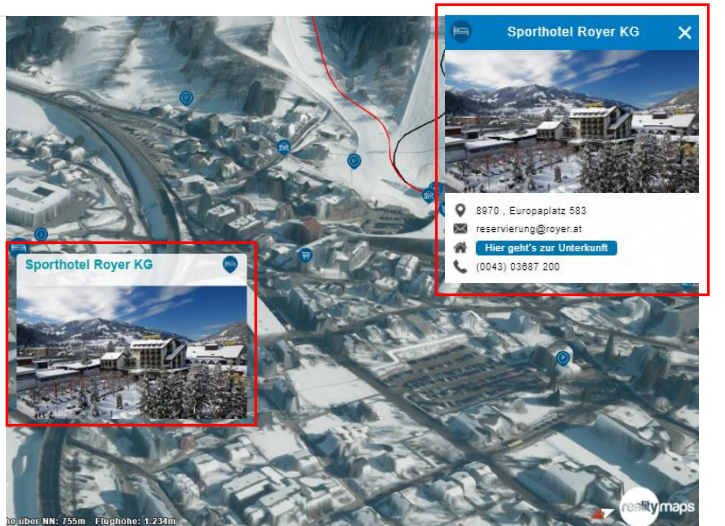 Sporthotel Royer KG
8970 , Europaplatz 583
reservierung@royer.at
Hier geht's zur Unterkunft
(0043) 03687 200
Sporthotel Royer KG
he über NN: 755m Flughöhe: 1.234m
realitymaps